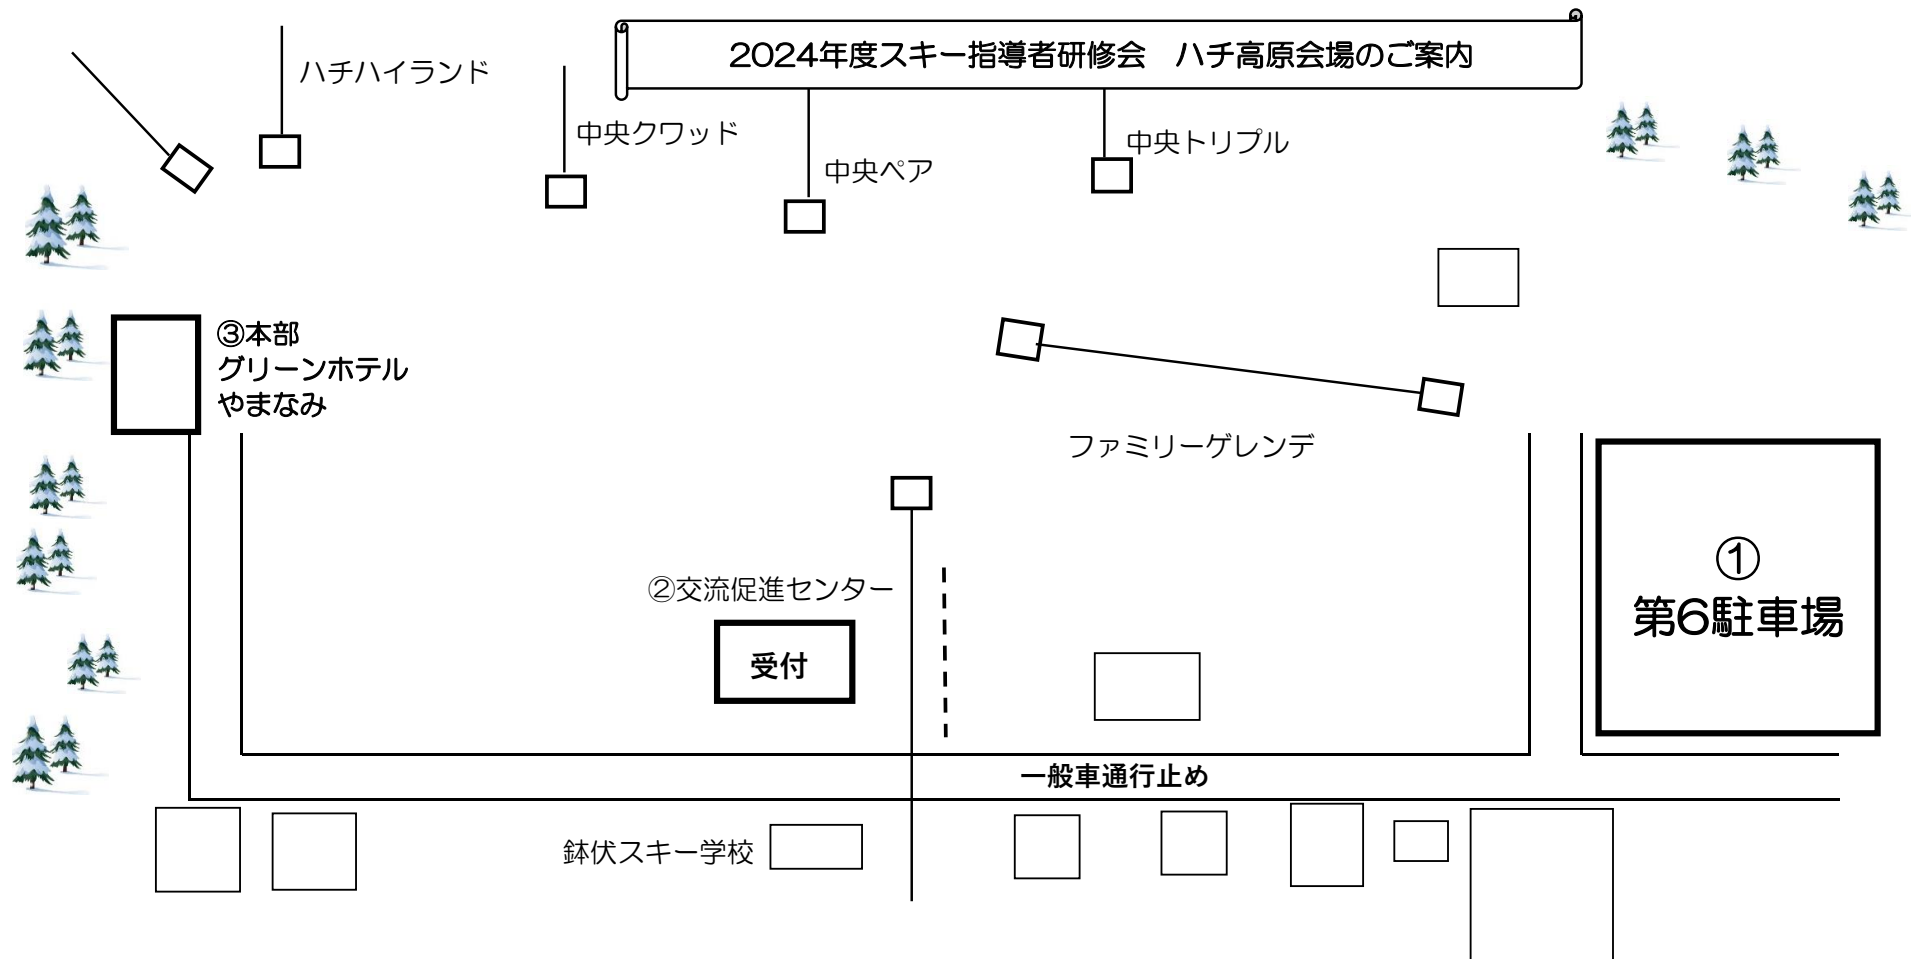 2024年度スキー指導者研修会　ハチ高原会場のご案内
ハチハイランド
中央クワッド
中央ペア
中央トリプル
③本部
グリーンホテル
やまなみ
ファミリーゲレンデ
①
第6駐車場
②交流促進センター
受付
一般車通行止め
鉢伏スキー学校